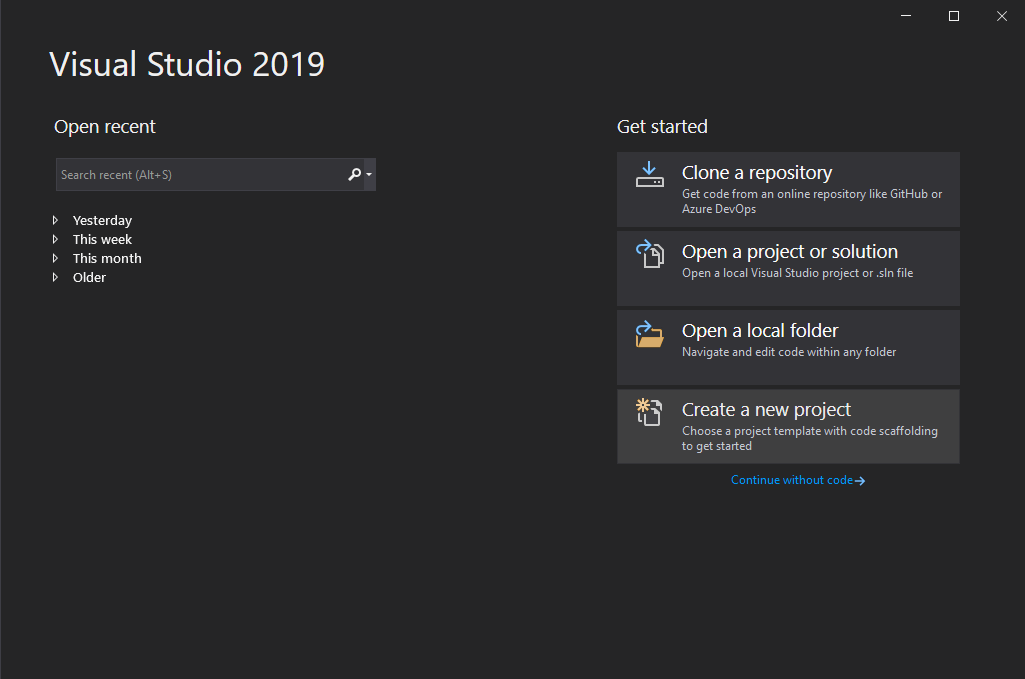 Visual Studio 2019
Open recent
Search recent (Alt+S)
Yesterday
This week
This month
Older
Get started
Clone a repository
Get code from an online repository like GitHub or
Azure DevOps
Open a project or solution
Open a local Visual Studio project or .sln file
Open a local folder
Navigate and edit code within any folder
Create a new project
Choose a project template with code scaffolding
to get started
Continue without code